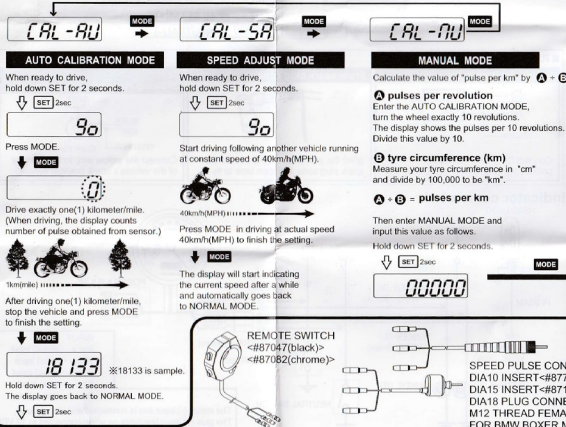 CAL-AU
MODE
CAL-SA
MODE
CAL-nU
AUTO CALIBRATION MODE
When ready to drive,
hold down SET for 2 seconds.
SET 2sec
9o
Press MODE.
MODE
0
Drive exactly one(1) kilometer/mile.
(When driving, the display counts
number of pulse obtained from sensor.)
1km(mile)
After driving one(1) kilometer/mile,
stop the vehicle and press MODE
to finish the setting.
MODE
18133 ※18133 is sample.
Hold down SET for 2 seconds.
The display goes back to NORMAL MODE.
SET 2sec
SPEED ADJUST MODE
When ready to drive,
hold down SET for 2 seconds.
SET 2sec
9o
Start driving following another vehicle running
at constant speed of 40km/h(MPH).
40km/h(MPH)
Press MODE in driving at actual speed
40km/h(MPH) to finish the setting.
MODE
The display will start indicating
the current speed after a while
and automatically goes back
to NORMAL MODE.
MANUAL MODE
Calculate the value of "pulse per km" by A ÷ B
A pulses per revolution
Enter the AUTO CALIBRATION MODE,
turn the wheel exactly 10 revolutions.
The display shows the pulses per 10 revolutions.
Divide this value by 10.
B tyre circumference (km)
Measure your tyre circumference in "cm"
and divide by 100,000 to be "km".
A ÷ B = pulses per km
Then enter MANUAL MODE and
input this value as follows.
Hold down SET for 2 seconds.
SET 2sec
MODE
00000
REMOTE SWITCH
<#87047(black)>
<#87082(chrome)>
SPEED PULSE CON
DIA10 INSERT<#877
DIA15 INSERT<#871
DIA18 PLUG CONNE
M12 THREAD FEMA
FOR BMW BOXER M